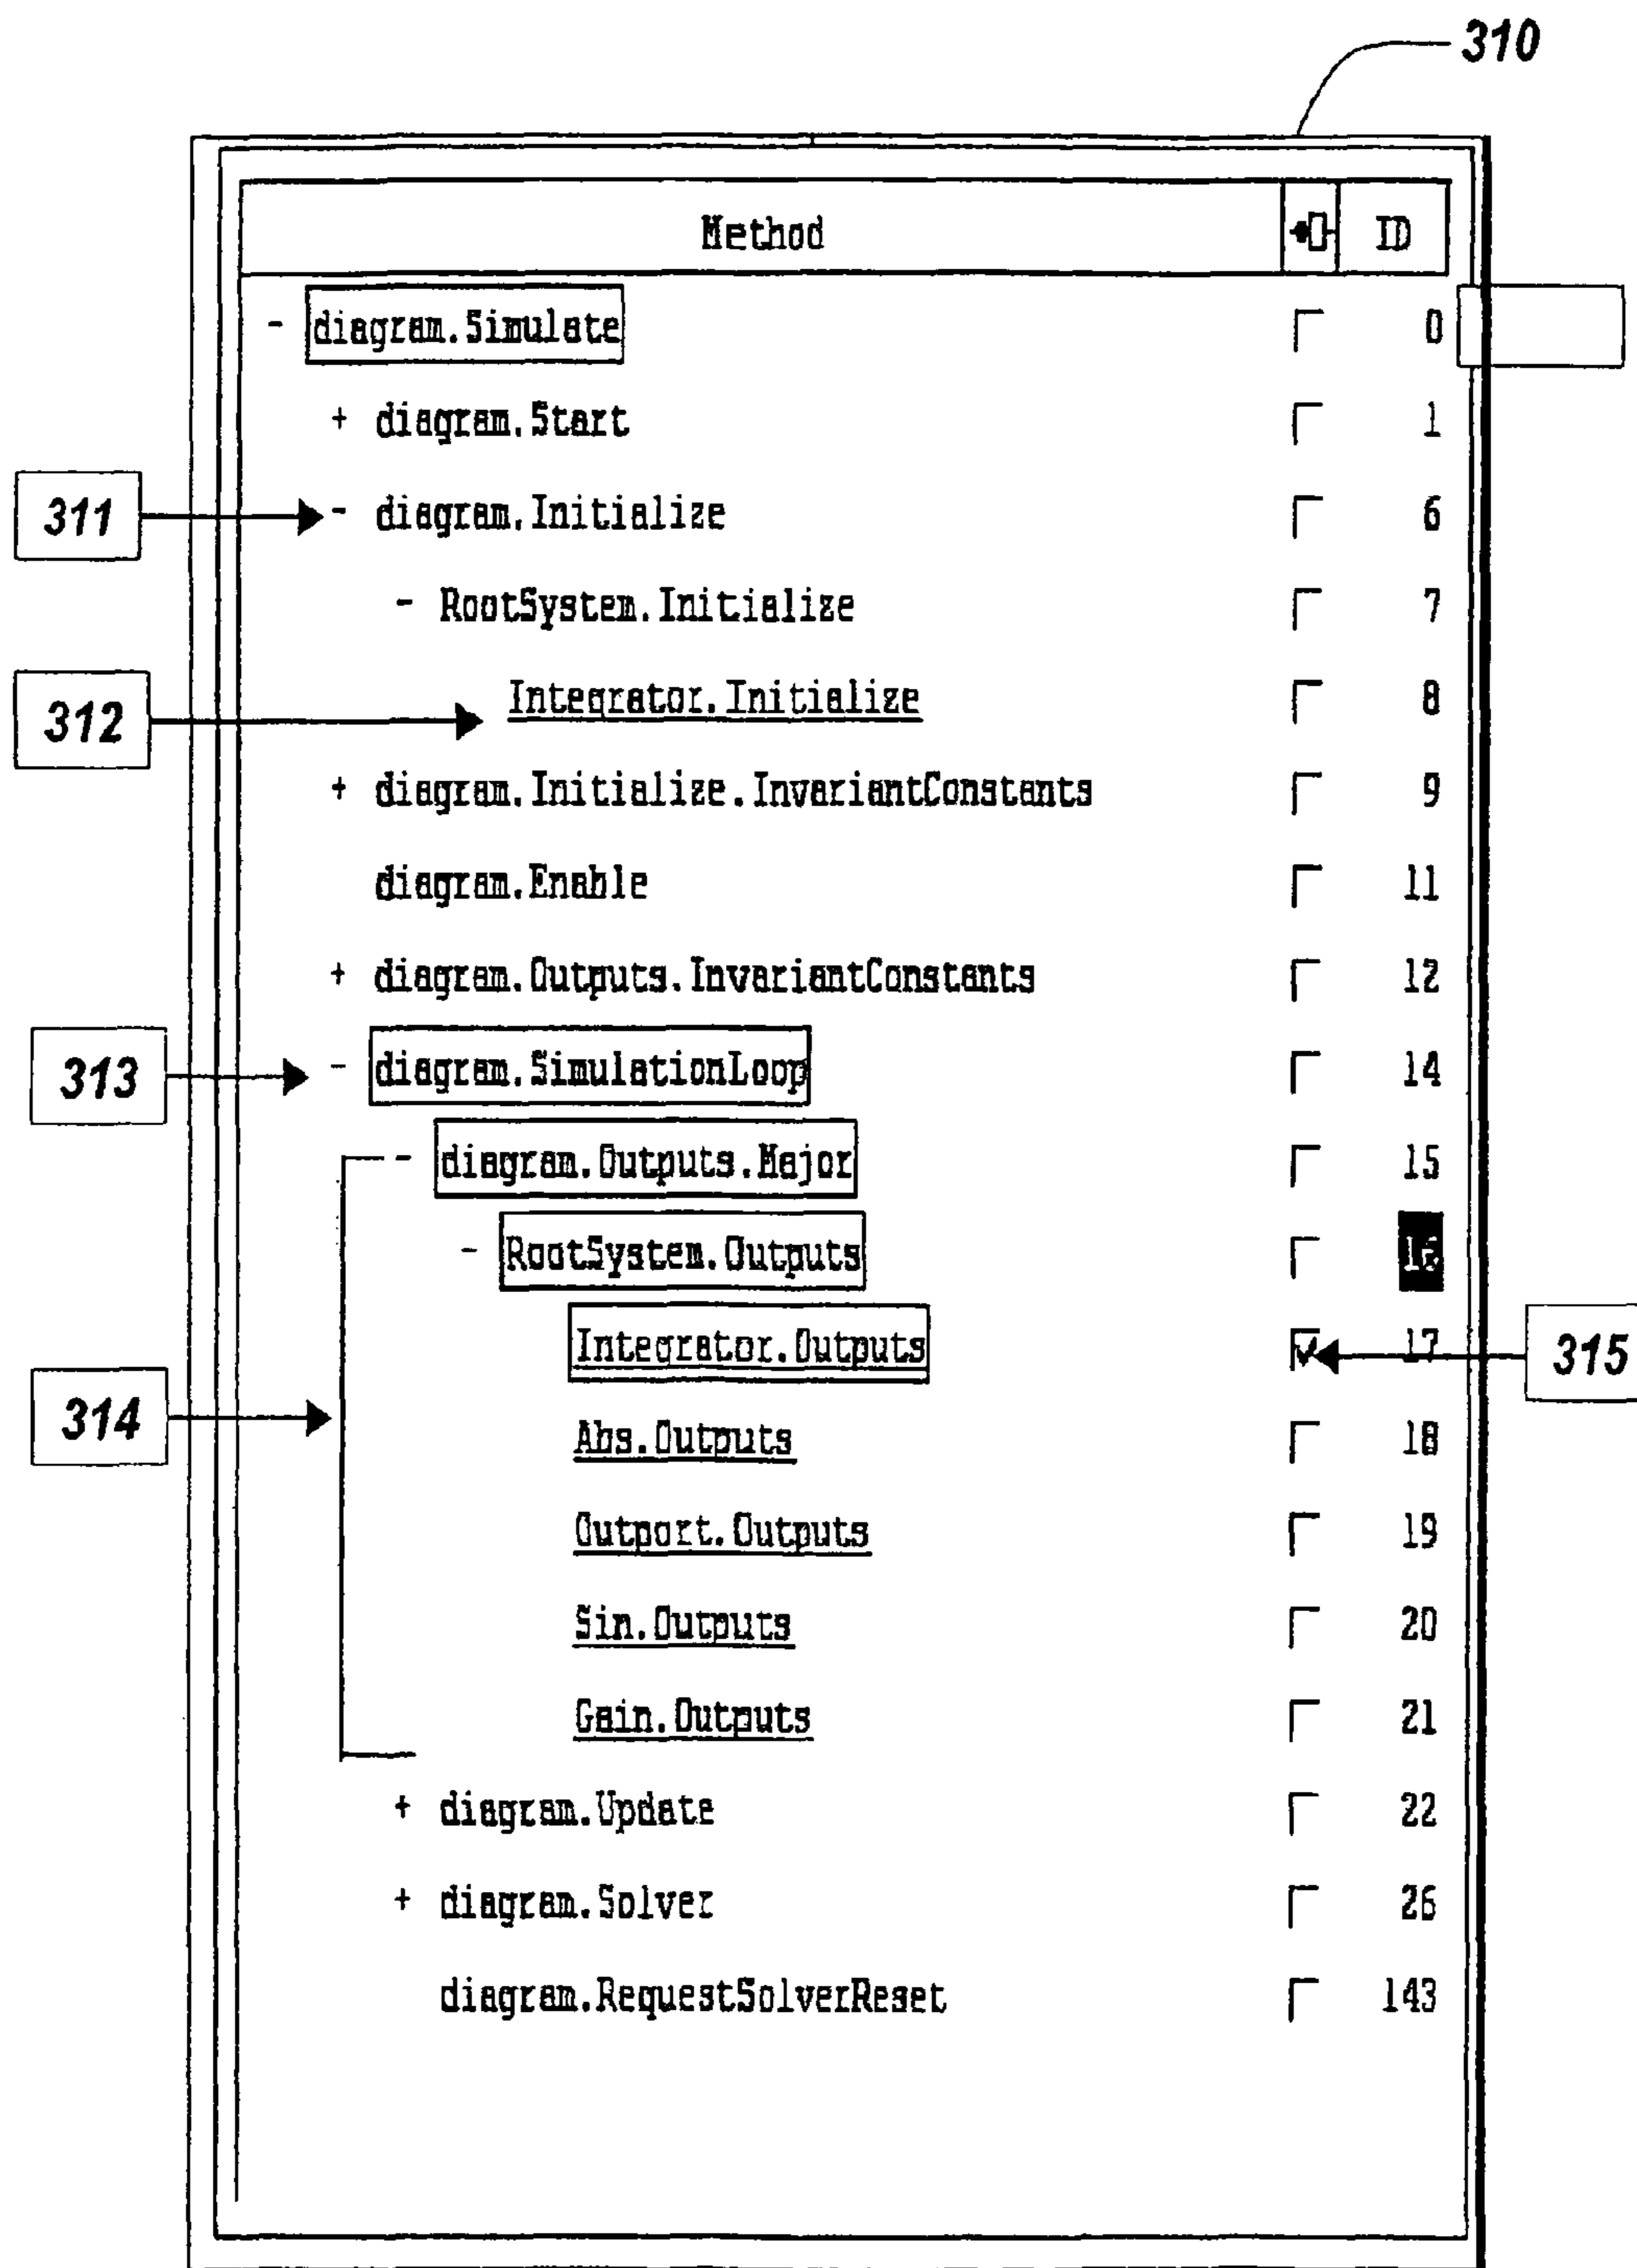 310
Method ID
- diagram.Simulate 0
+ diagram.Start 1
311 - diagram.Initialize 6
- RootSystem.Initialize 7
312 Integrator.Initialize 8
+ diagram.Initialize.InvariantConstants 9
diagram.Enable 11
+ diagram.Outputs.InvariantConstants 12
313 - diagram.SimulationLoop 14
- diagram.Outputs.Major 15
- RootSystem.Outputs 16
Integrator.Outputs 17 315
314 Abs.Outputs 18
Outport.Outputs 19
Sin.Outputs 20
Gain.Outputs 21
+ diagram.Update 22
+ diagram.Solver 26
diagram.RequestSolverReset 143